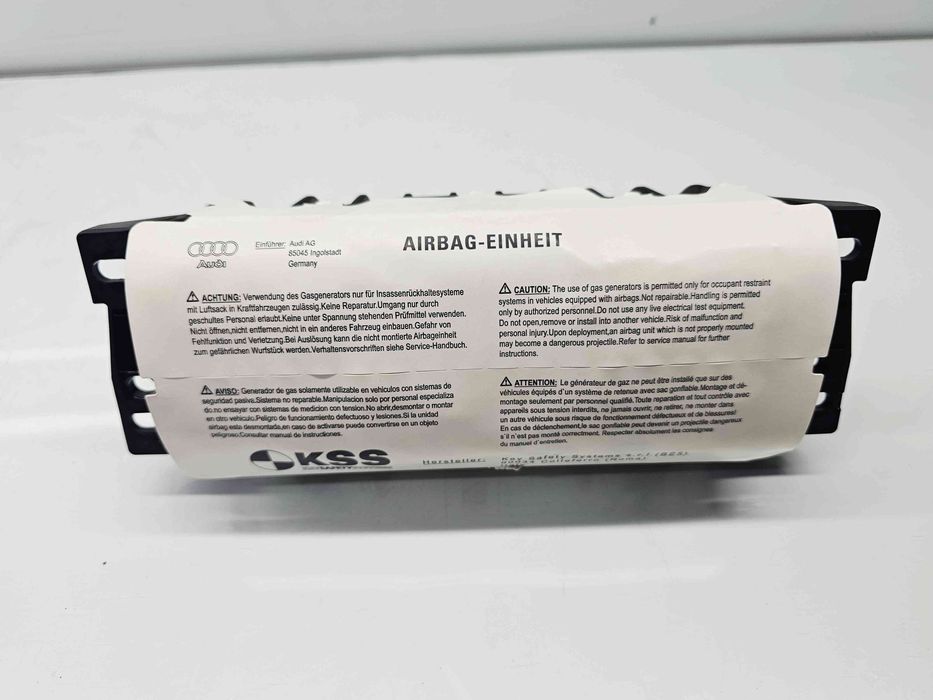 Audi
Einführer: Audi AG
85045 Ingolstadt
Germany
AIRBAG-EINHEIT
ACHTUNG: Verwendung des Gasgenerators nur für Insassenrückhaltesysteme
mit Luftsack in Kraftfahrzeugen zulässig.Keine Reparatur.Umgang nur durch
geschultes Personal erlaubt.Keine unter Spannung stehenden Prüfmittel verwenden.
Nicht öffnen,nicht entfernen,nicht in ein anderes Fahrzeug einbauen.Gefahr von
Fehlfunktion und Verletzung.Bei Auslösung kann die nicht montierte Airbageinheit
zum gefährlichen Wurfstück werden.Verhaltensvorschriften siehe Service-Handbuch.
CAUTION: The use of gas generators is permitted only for occupant restraint
systems in vehicles equipped with airbags.Not repairable.Handling is permitted
only by authorized personnel.Do not use any live electrical test equipment.
Do not open,remove or install into another vehicle.Risk of malfunction and
personal injury.Upon deployment,an airbag unit which is not properly mounted
may become a dangerous projectile.Refer to service manual for further
instructions.
AVISO: Generador de gas solamente utilizable en vehiculos con sistemas de
seguridad pasiva.Sistema no reparable.Manipulacion solo por personal especializa
do.no ensayar con sistemas de medicion con tension.No abrir,desmontar o montar
en otro vehiculo.Peligro de funcionamiento defectuoso y lesiones.Si la unidad
airbag esta desmontada,en caso de activarse puede convertirse en un objeto
peligroso.Consultar manual de instrucciones.
ATTENTION: Le générateur de gaz ne peut être installé que sur des
véhicules équipés d'un système de retenue avec sac gonflable.Montage et dé-
montage seulement par personnel qualifié.Toute reparation et tout contrôle avec
appareils sous tension interdits, ne jamais ouvrir, ne retirer, ne monter dans
un autre véhicule sous risque de fonctionnement défectueux et de blessures!
En cas de déclenchement,le sac gonflable peut devenir un projectile dangereux
s'il n'est pas monté correctement. Respecter absolument les consignes
du manuel d'entretien.
KSS
Hersteller: Key Safety Systems s.r.l. (BCS)
00034 Colleferro (Roma)